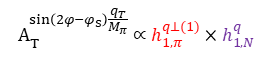 A_T^{sin(2φ-φ_S) q_T/M_π} ∝ h_{1,π}^{q⊥(1)} × h_{1,N}^{q}